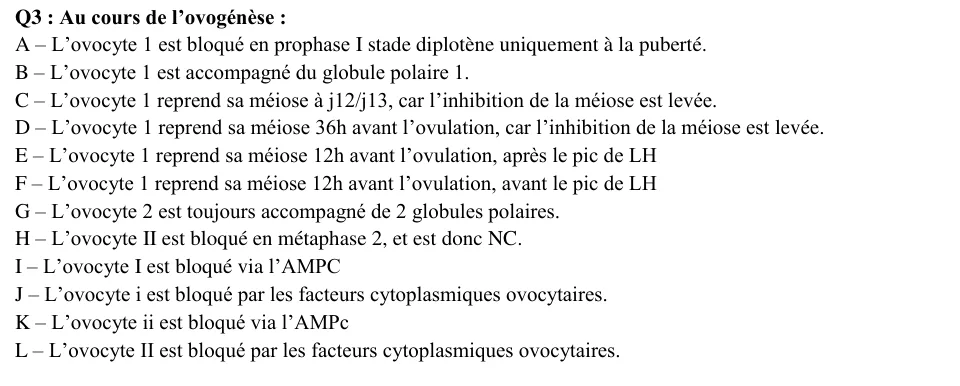 Q3 : Au cours de l’ovogénèse :
A – L’ovocyte 1 est bloqué en prophase I stade diplotène uniquement à la puberté.
B – L’ovocyte 1 est accompagné du globule polaire 1.
C – L’ovocyte 1 reprend sa méiose à j12/j13, car l’inhibition de la méiose est levée.
D – L’ovocyte 1 reprend sa méiose 36h avant l’ovulation, car l’inhibition de la méiose est levée.
E – L’ovocyte 1 reprend sa méiose 12h avant l’ovulation, après le pic de LH
F – L’ovocyte 1 reprend sa méiose 12h avant l’ovulation, avant le pic de LH
G – L’ovocyte 2 est toujours accompagné de 2 globules polaires.
H – L’ovocyte II est bloqué en métaphase 2, et est donc NC.
I – L’ovocyte I est bloqué via l’AMPC
J – L’ovocyte i est bloqué par les facteurs cytoplasmiques ovocytaires.
K – L’ovocyte ii est bloqué via l’AMPc
L – L’ovocyte II est bloqué par les facteurs cytoplasmiques ovocytaires.